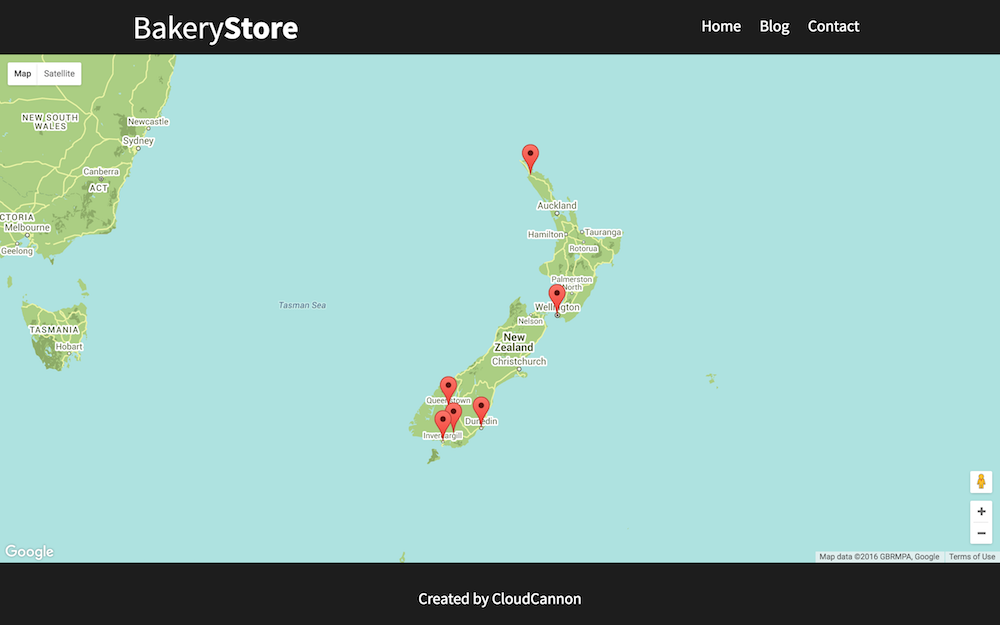 BakeryStore
Home Blog Contact
Map Satellite
NEW SOUTH
WALES
Newcastle
Sydney
Canberra
ACT
CTORIA
Melbourne
Geelong
TASMANIA
Hobart
Tasman Sea
Auckland
Hamilton
Tauranga
Rotorua
Palmerston
North
Wellington
Nelson
New
Zealand
Christchurch
Queenstown
Dunedin
Invercargill
Google
Map data ©2016 GBRMPA, Google Terms of Use
Created by CloudCannon